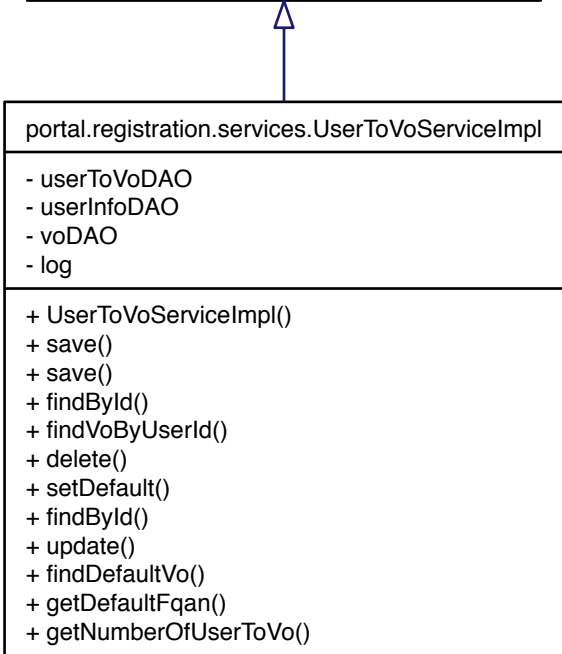 portal.registration.services.UserToVoServiceImpl
- userToVoDAO
- userInfoDAO
- voDAO
- log
+ UserToVoServiceImpl()
+ save()
+ save()
+ findById()
+ findVoByUserId()
+ delete()
+ setDefault()
+ findById()
+ update()
+ findDefaultVo()
+ getDefaultFqan()
+ getNumberOfUserToVo()